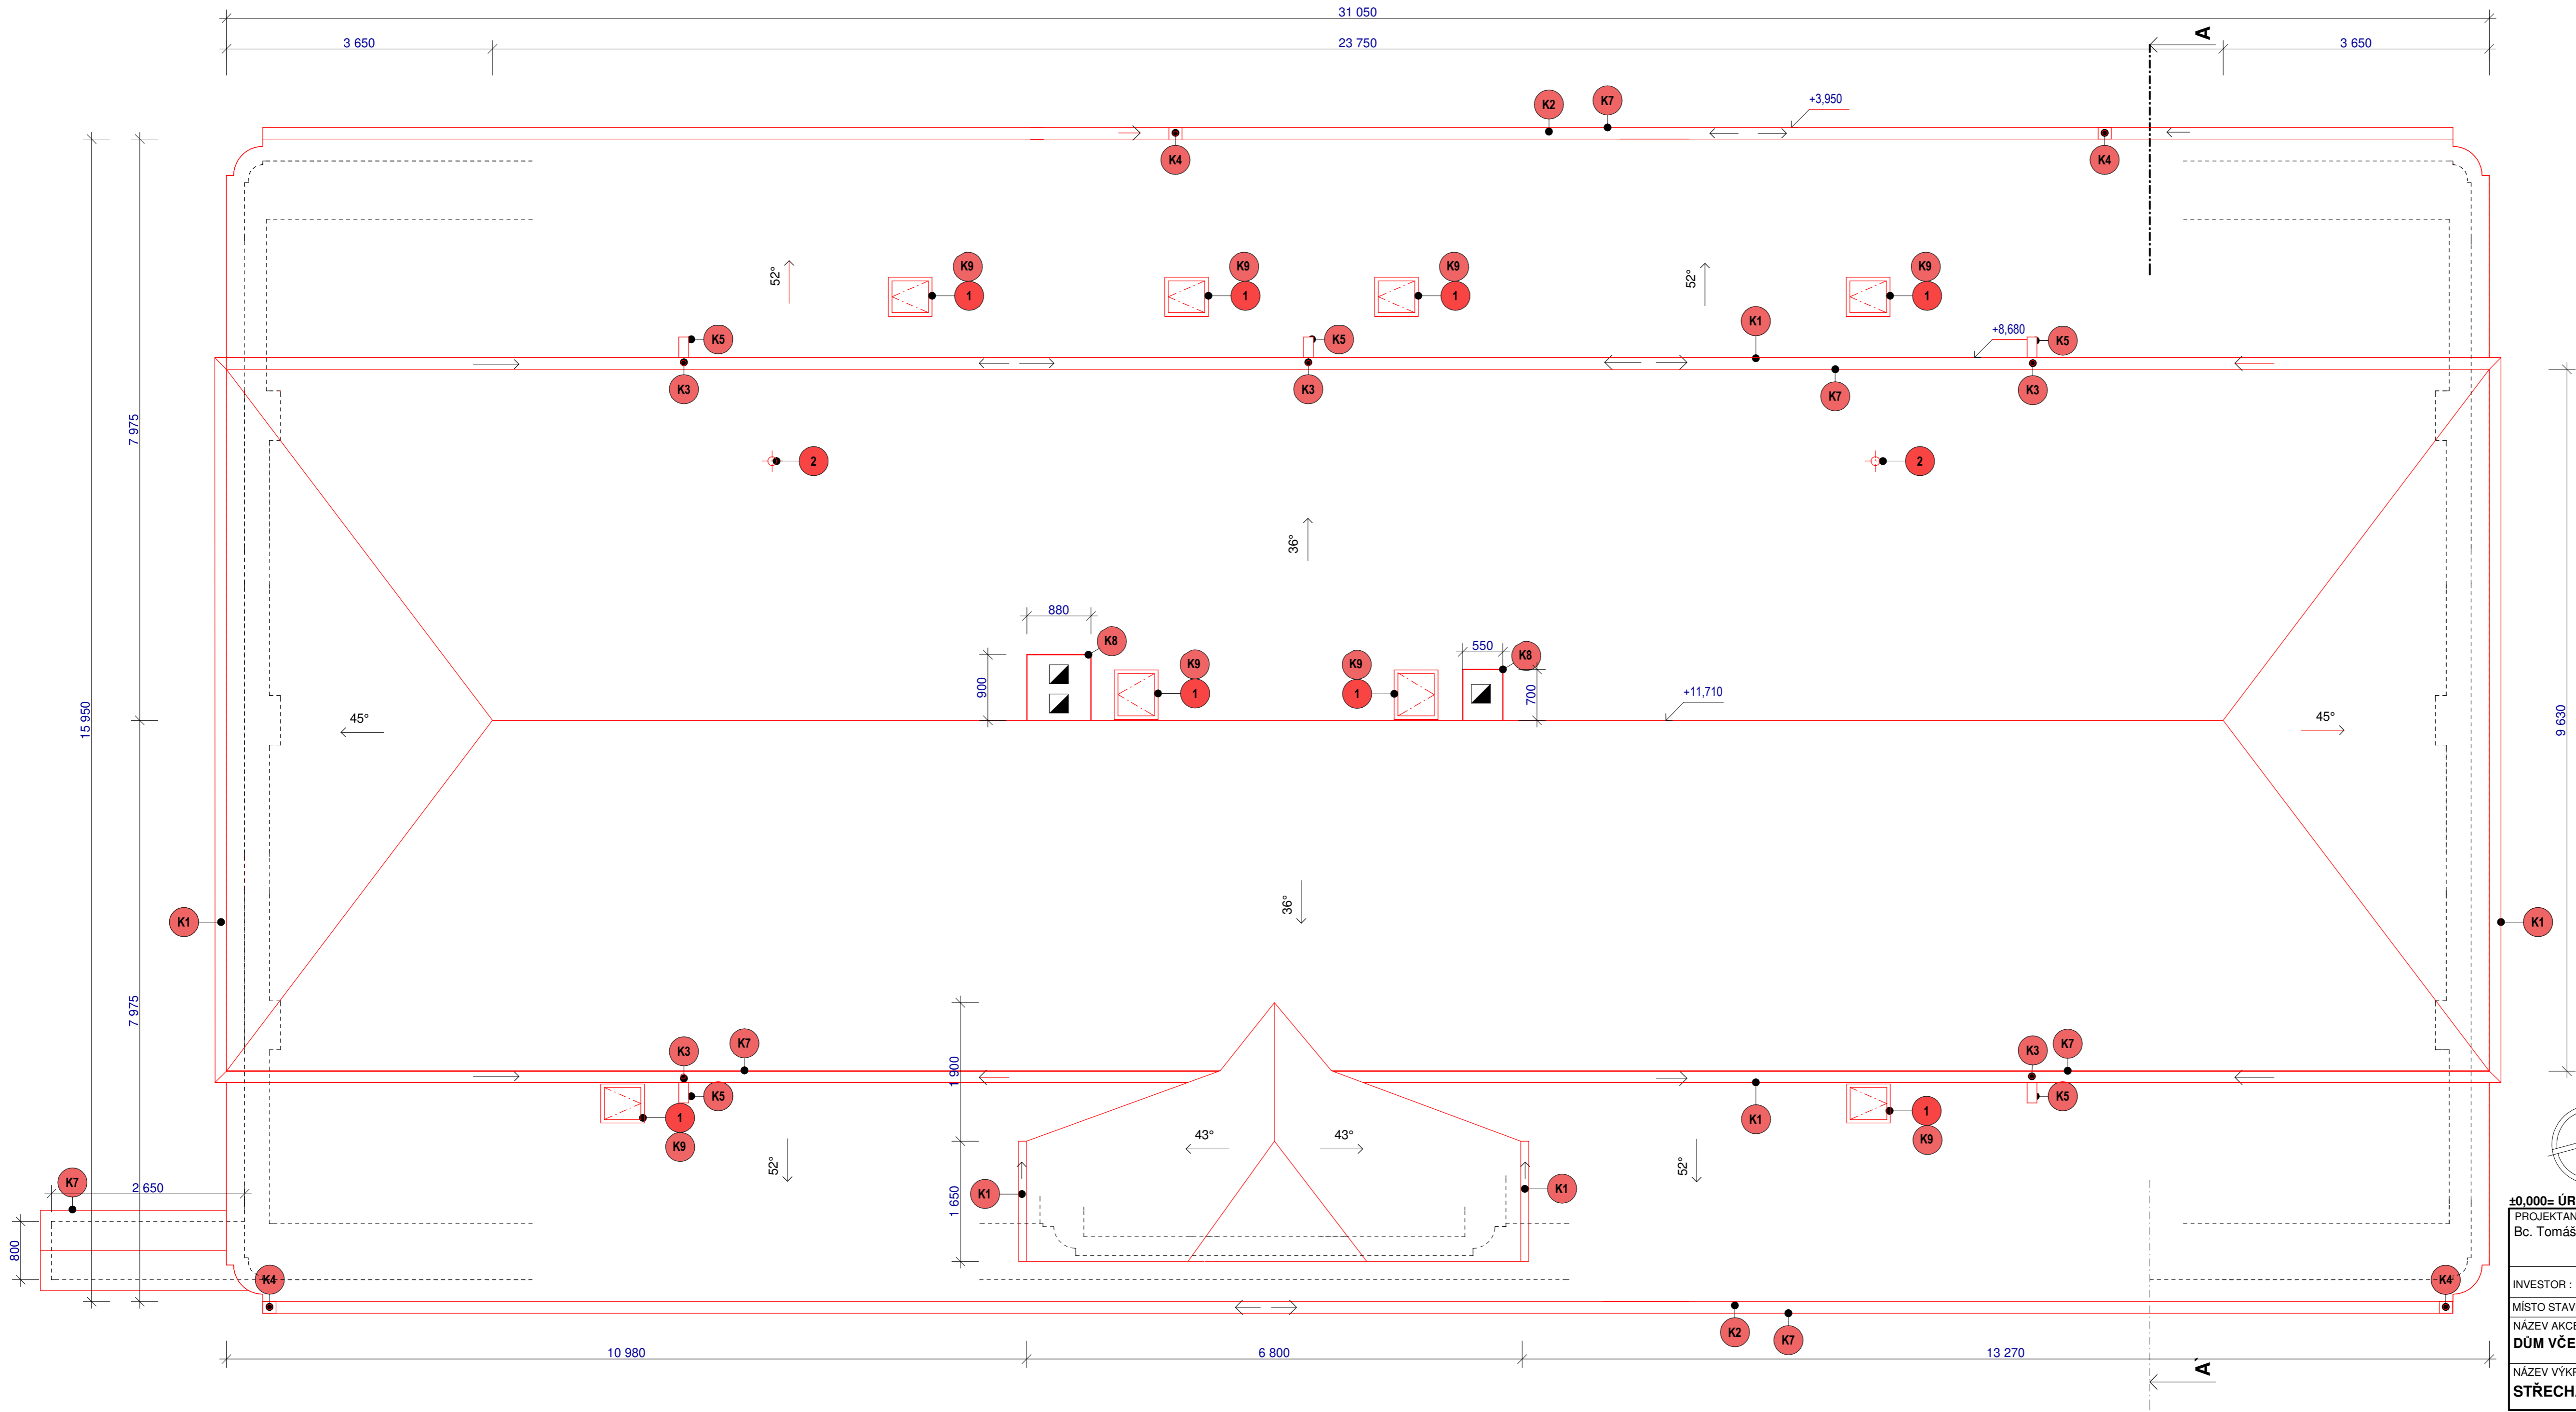 31 050
3 650
23 750
3 650
A
+3,950
K2
K7
K4
K4
52°
52°
K9
1
K9
1
K9
1
K9
1
K1
K5
K5
+8,680
K5
K3
K3
K3
K7
7 975
15 950
9 630
2
2
36°
880
K8
550
K8
900
K9
1
K9
1
700
+11,710
45°
45°
36°
K1
K1
7 975
K3
K7
K3
K7
1 900
K5
K5
1
K9
K1
1
K9
43°
43°
52°
52°
K7
2 650
K1
K1
1 650
800
K4
K4
K2
K7
10 980
6 800
13 270
A`
±0,000= ÚR
PROJEKTAN
Bc. Tomáš
INVESTOR :
MÍSTO STAV
NÁZEV AKCE
DŮM VČE
NÁZEV VÝKR
STŘECHA